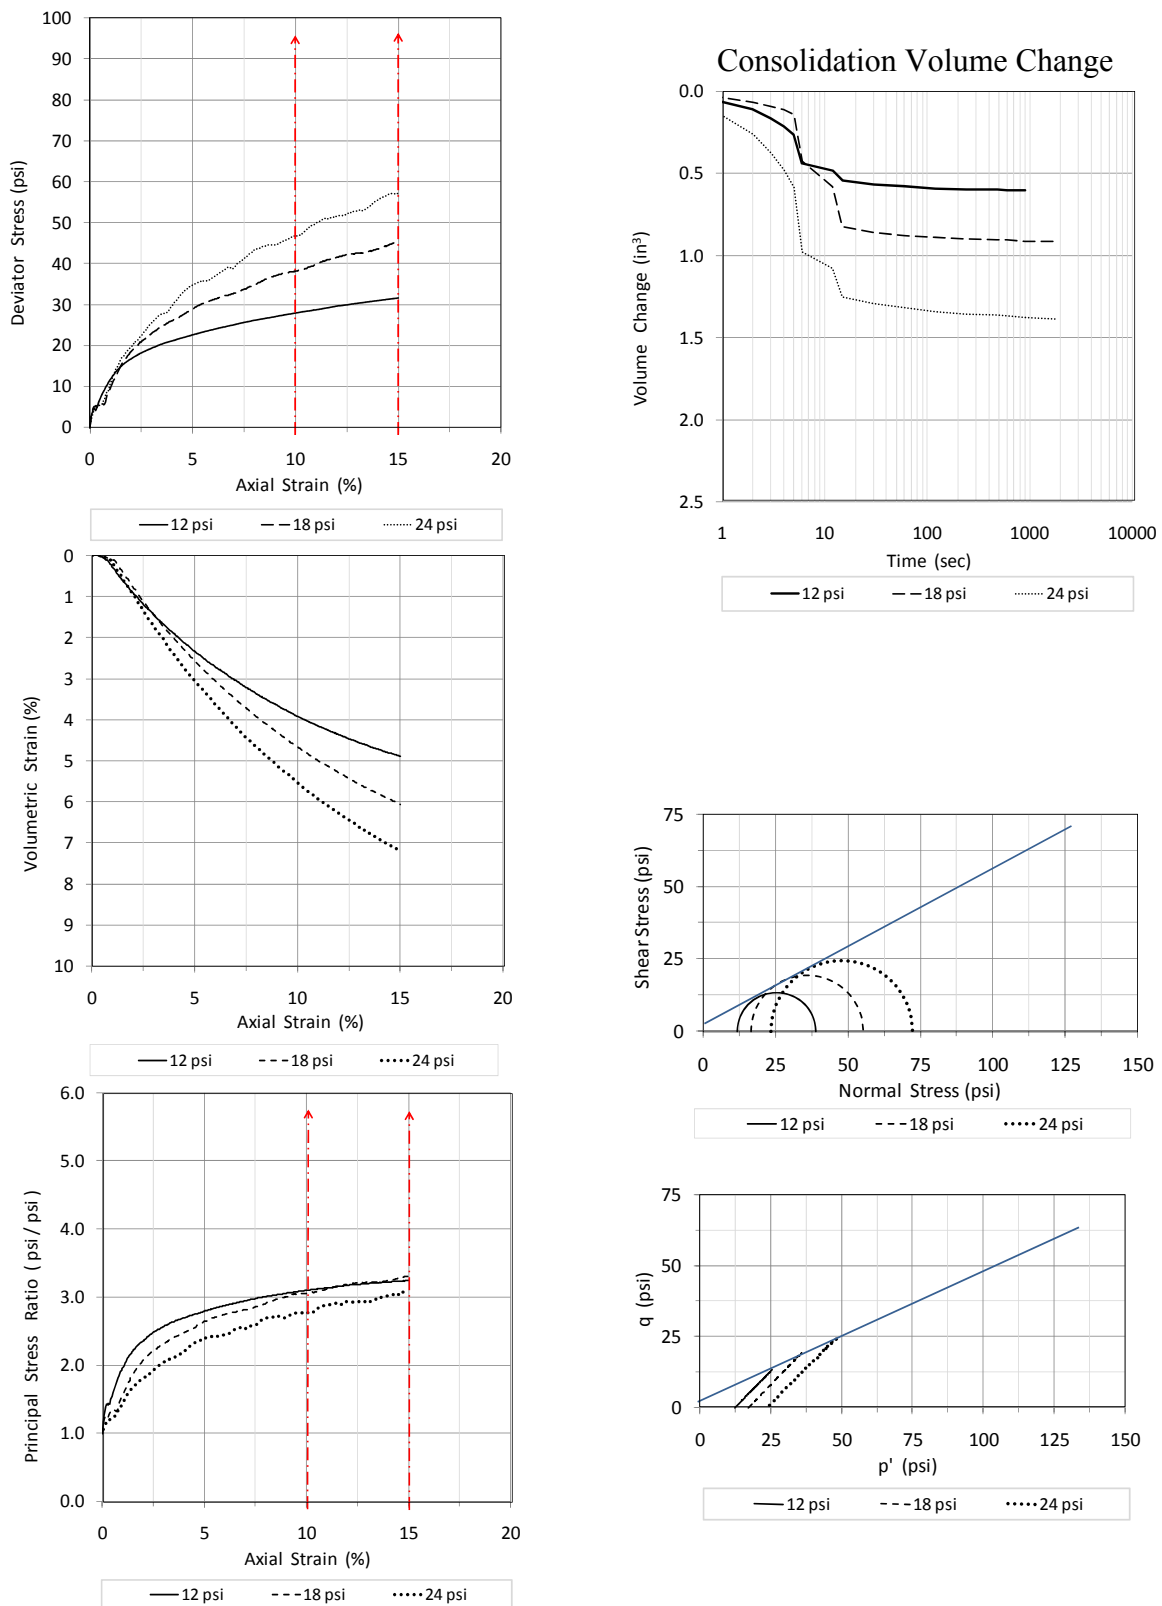 100
90
80
70
60
50
40
30
20
10
0
Deviator Stress (psi)
0 5 10 15 20
Axial Strain (%)
12 psi 18 psi 24 psi
0
1
2
3
4
5
6
7
8
9
10
Volumetric Strain (%)
0 5 10 15 20
Axial Strain (%)
12 psi 18 psi 24 psi
6.0
5.0
4.0
3.0
2.0
1.0
0.0
Principal Stress Ratio ( psi / psi )
0 5 10 15 20
Axial Strain (%)
12 psi 18 psi 24 psi
Consolidation Volume Change
0.0
0.5
1.0
1.5
2.0
2.5
Volume Change (in³)
1 10 100 1000 10000
Time (sec)
12 psi 18 psi 24 psi
75
50
25
0
Shear Stress (psi)
0 25 50 75 100 125 150
Normal Stress (psi)
12 psi 18 psi 24 psi
75
50
25
0
q (psi)
0 25 50 75 100 125 150
p' (psi)
12 psi 18 psi 24 psi